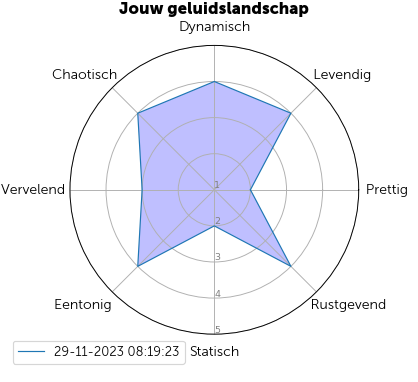 Jouw geluidslandschap
Dynamisch
Chaotisch
Levendig
Vervelend
1
Prettig
2
3
Eentonig
4
Rustgevend
5
29-11-2023 08:19:23
Statisch